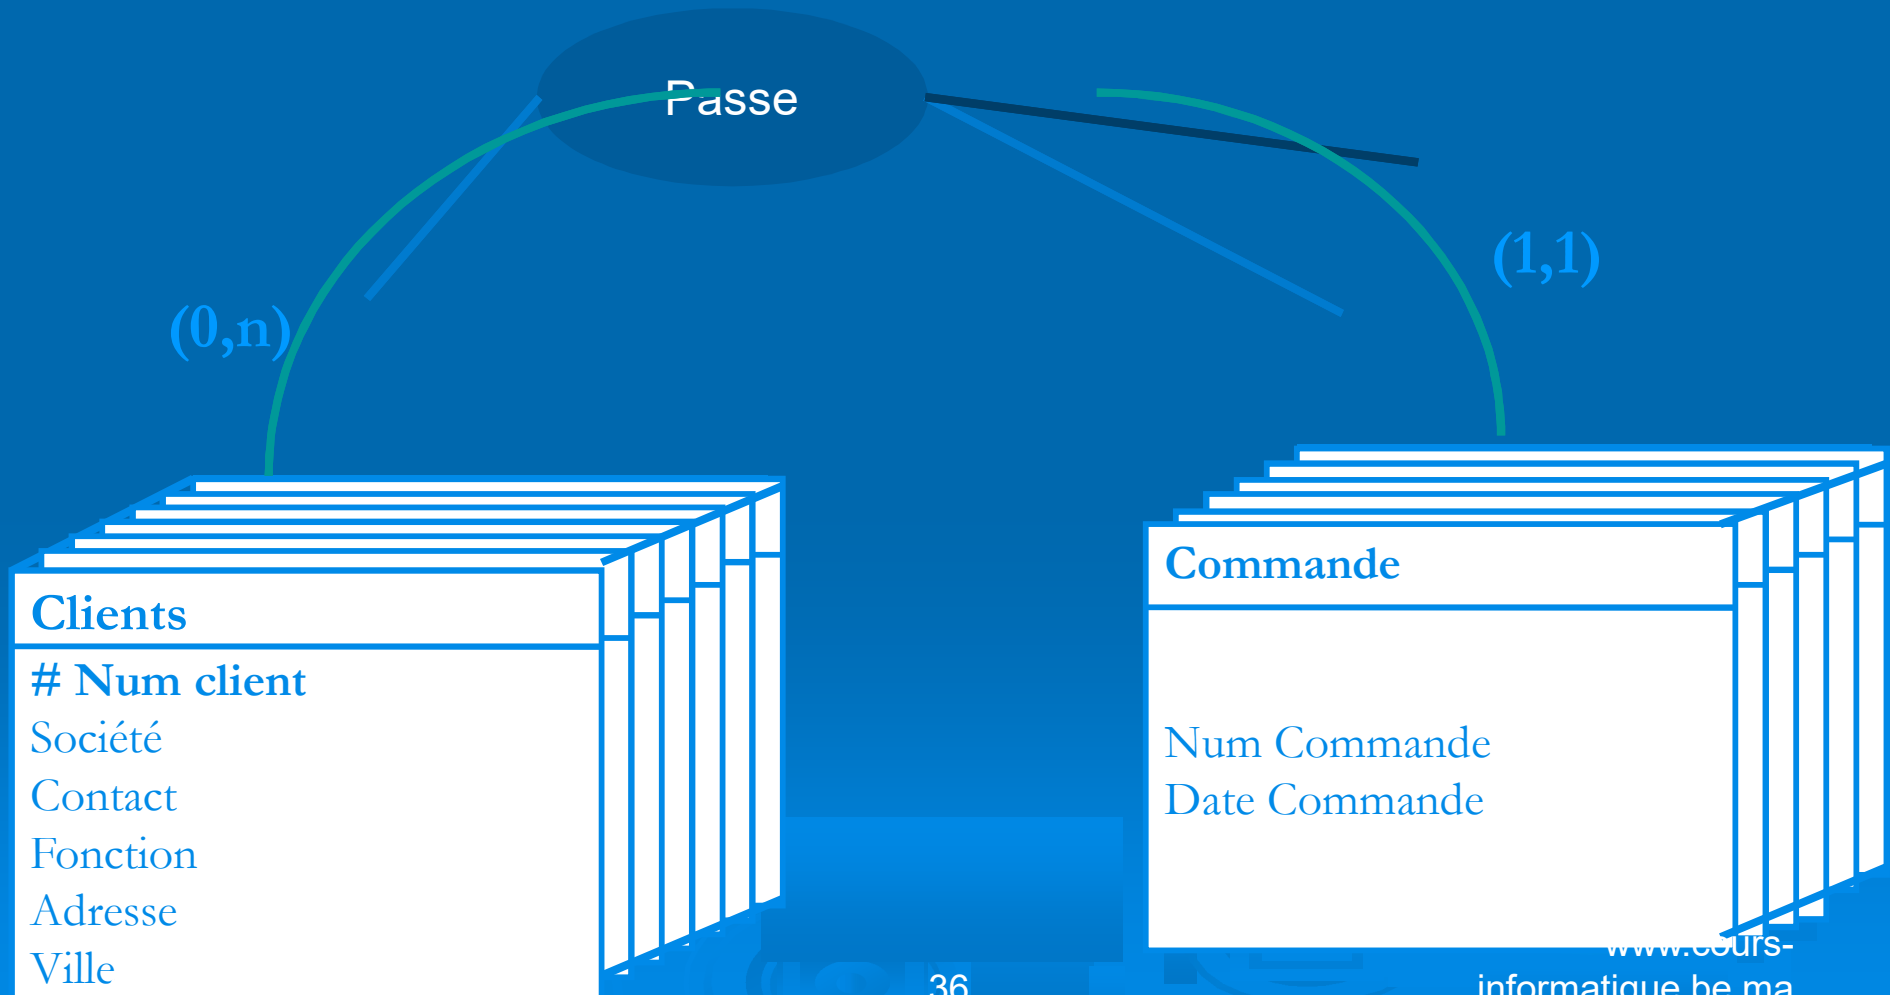 Passe
(1,1)
(0,n)
Clients
# Num client
Société
Contact
Fonction
Adresse
Ville
Commande
Num Commande
Date Commande
36
www.cours-
informatique.be.ma